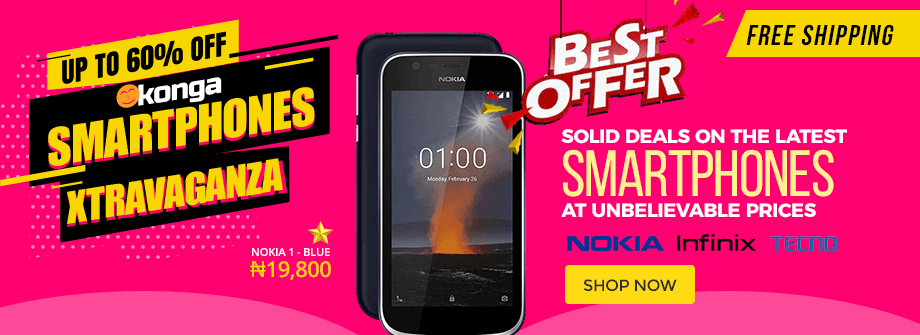 UP TO 60% OFF
konga
SMARTPHONES
XTRAVAGANZA
NOKIA 1 - BLUE
₦19,800
NOKIA
01:00
Monday, February 26
BEST
OFFER
FREE SHIPPING
SOLID DEALS ON THE LATEST
SMARTPHONES
AT UNBELIEVABLE PRICES
NOKIA Infinix TECNO
SHOP NOW